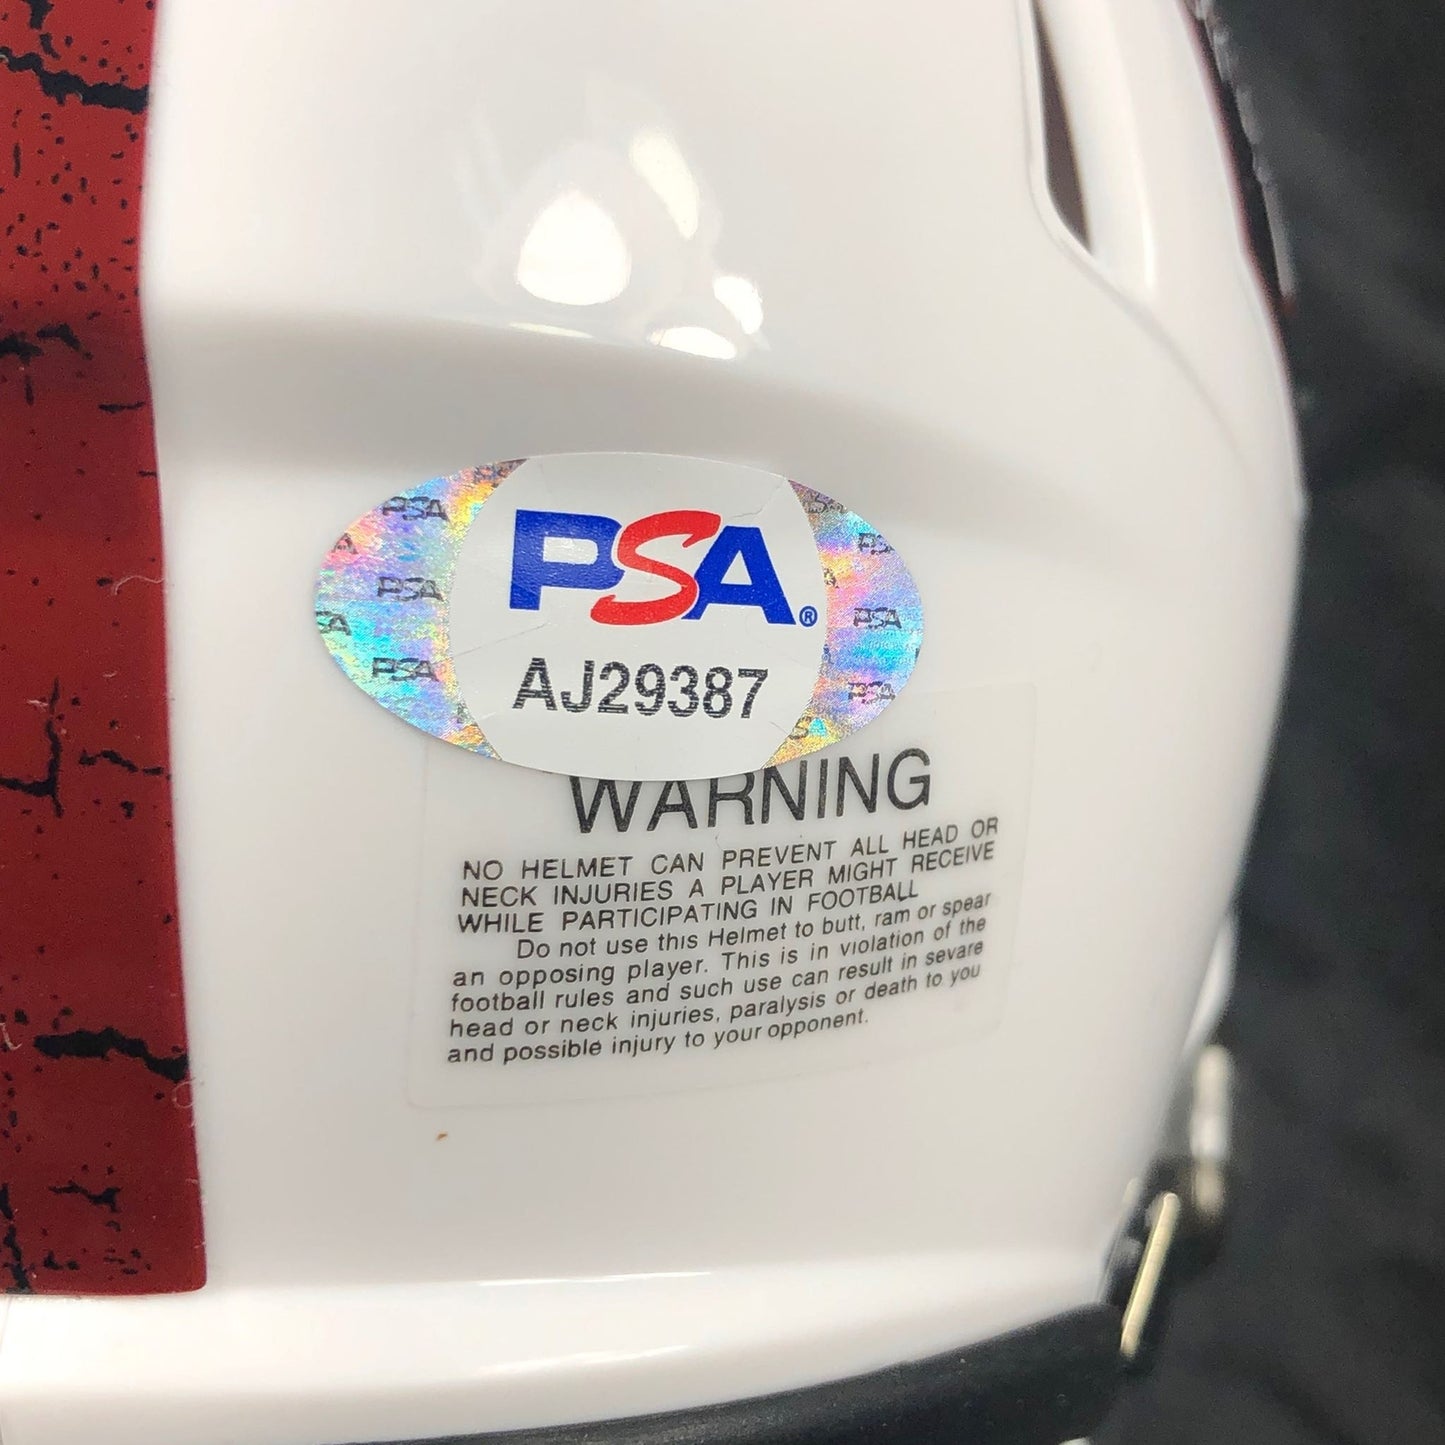 PSA®
AJ29387
WARNING
NO HELMET CAN PREVENT ALL HEAD OR
NECK INJURIES A PLAYER MIGHT RECEIVE
WHILE PARTICIPATING IN FOOTBALL
Do not use this Helmet to butt, ram or spear
an opposing player. This is in violation of the
football rules and such use can result in sevare
head or neck injuries, paralysis or death to you
and possible injury to your opponent.